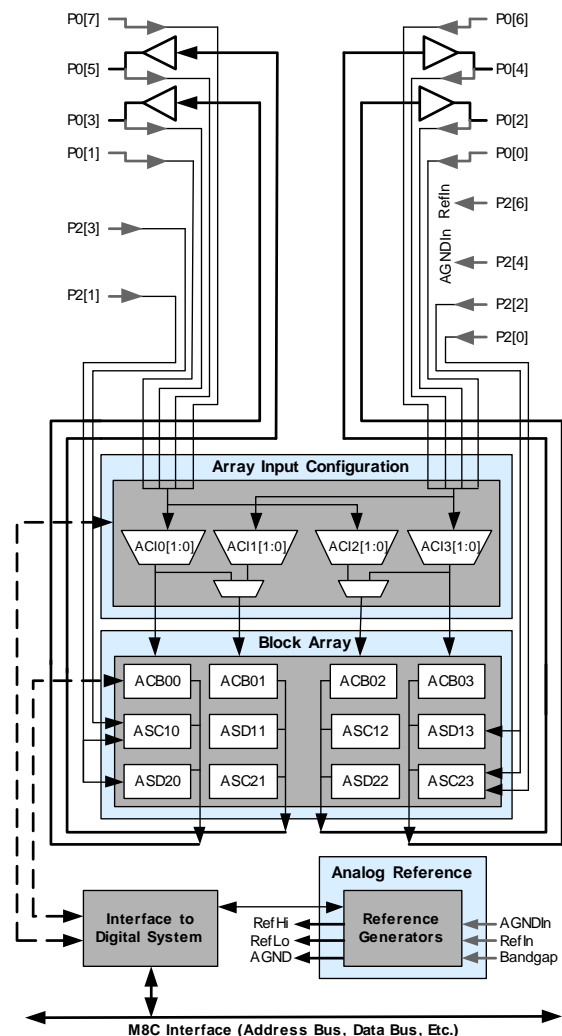 P0[7]
P0[6]
P0[5]
P0[4]
P0[3]
P0[2]
P0[1]
P0[0]
AGNDIn RefIn
P2[6]
P2[3]
P2[4]
P2[1]
P2[2]
P2[0]
Array Input Configuration
ACI0[1:0]
ACI1[1:0]
ACI2[1:0]
ACI3[1:0]
Block Array
ACB00
ACB01
ACB02
ACB03
ASC10
ASD11
ASC12
ASD13
ASD20
ASC21
ASD22
ASC23
Analog Reference
Interface to
Digital System
RefHi
RefLo
AGND
Reference
Generators
AGNDIn
RefIn
Bandgap
M8C Interface (Address Bus, Data Bus, Etc.)